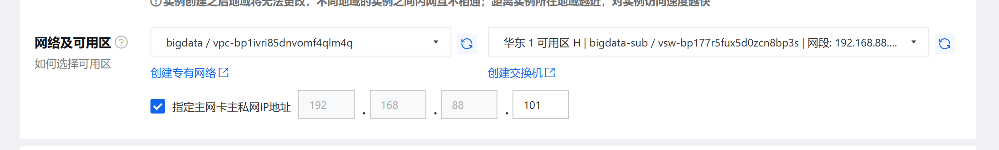 实例创建之后地域将无法更改，不同地域的实例之间内网互不相通；距离实例所在地域越近，对实例访问速度越快
网络及可用区
如何选择可用区
bigdata / vpc-bp1ivri85dnvomf4qlm4q
华东 1 可用区 H | bigdata-sub / vsw-bp177r5fux5d0zcn8bp3s | 网段: 192.168.88....
创建专有网络
创建交换机
指定主网卡主私网IP地址 192 . 168 . 88 . 101